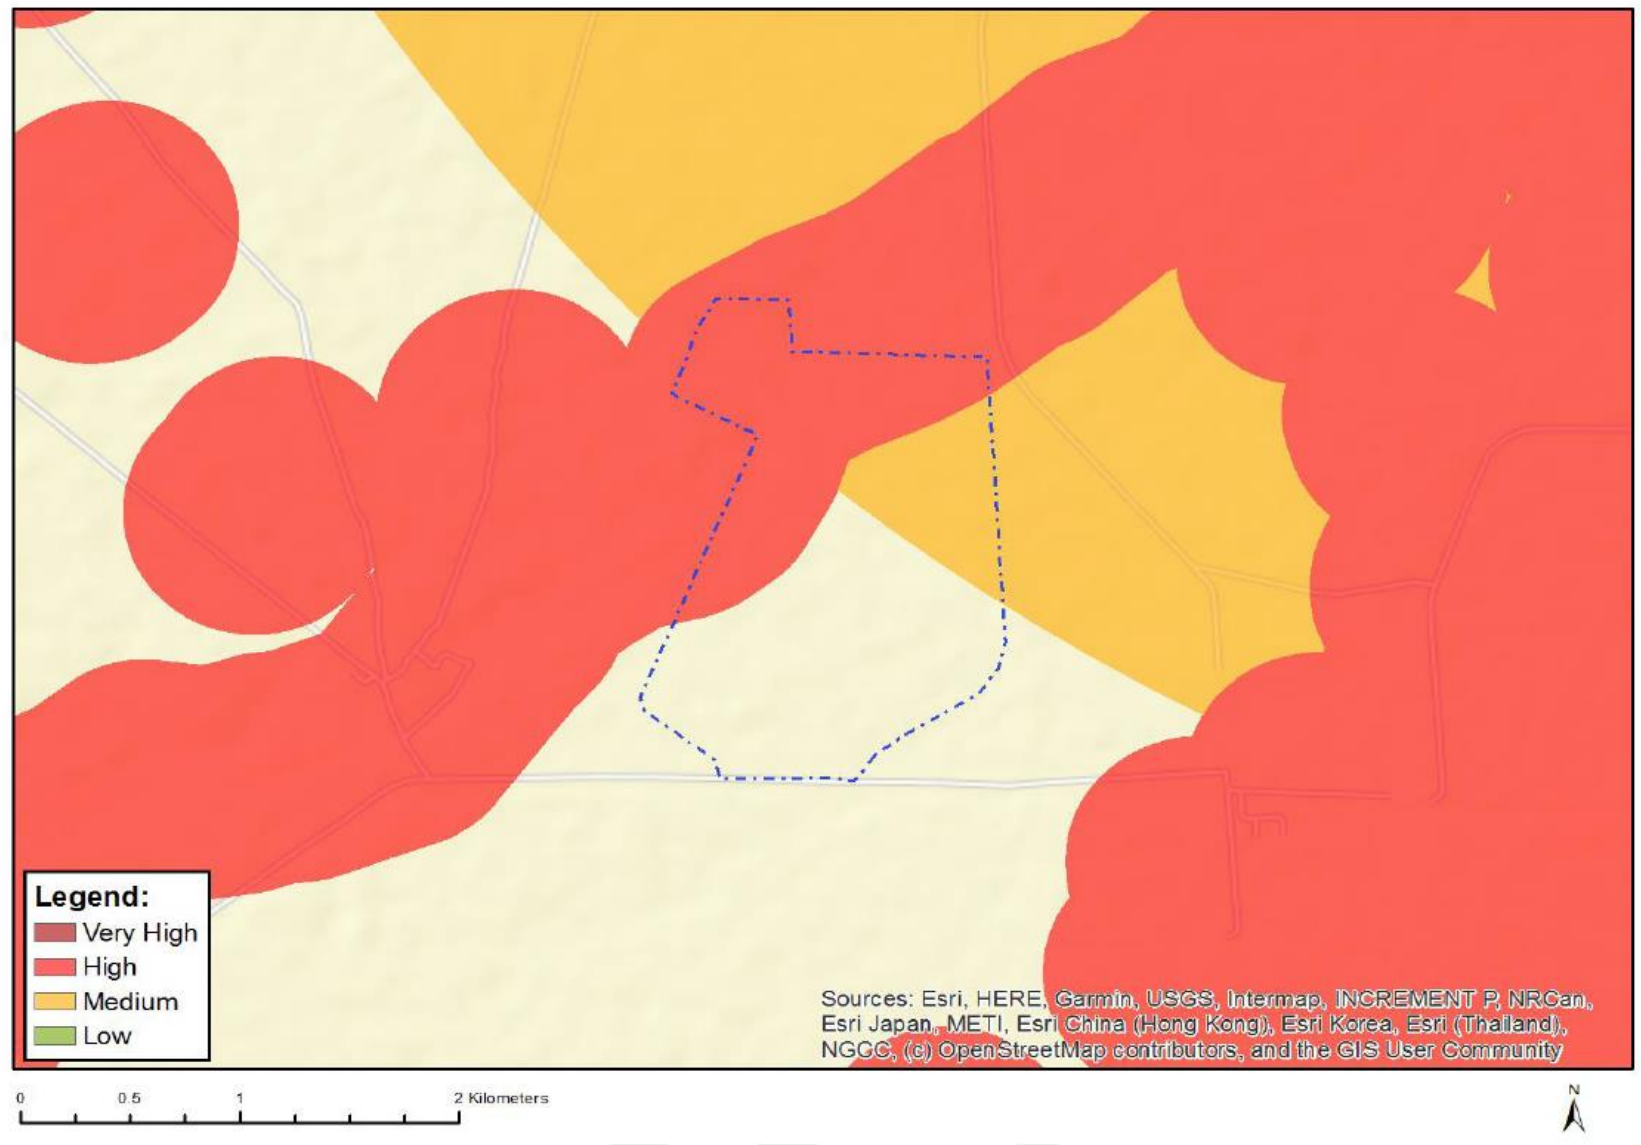 Legend:
Very High
High
Medium
Low
Sources: Esri, HERE, Garmin, USGS, Intermap, INCREMENT P, NRCan,
Esri Japan, METI, Esri China (Hong Kong), Esri Korea, Esri (Thailand),
NGCC, (c) OpenStreetMap contributors, and the GIS User Community
0 0.5 1 2 Kilometers
N